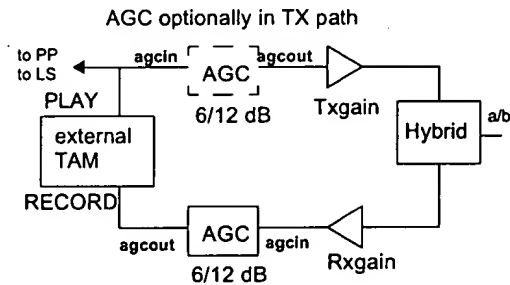 AGC optionally in TX path
to PP
to LS
agcin
AGC
agcout
6/12 dB
Txgain
PLAY
external
TAM
RECORD
Hybrid
a/b
agcout
AGC
agcin
6/12 dB
Rxgain